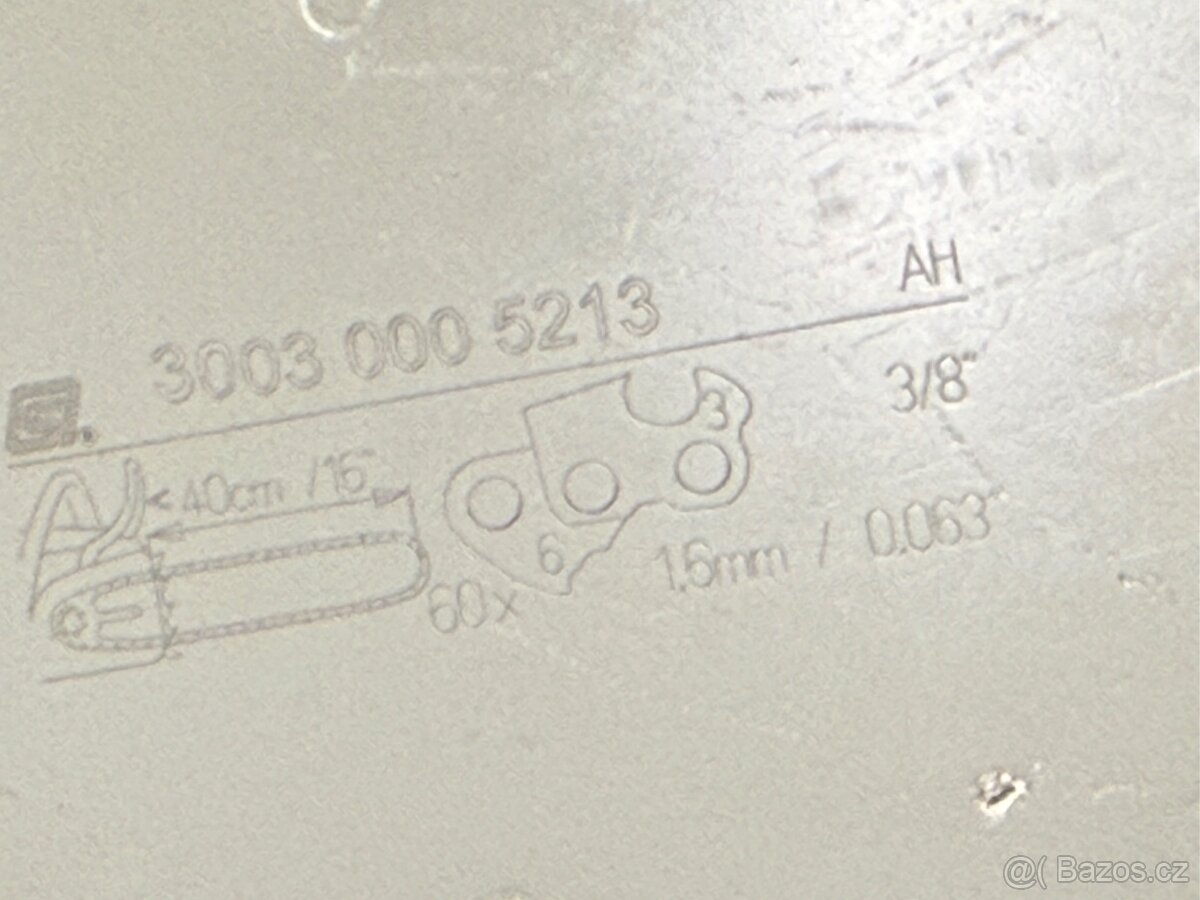 AH
3003 000 5213
3/8"
40cm /16"
3
6
60x
1.6mm / 0.063"
@( Bazos.cz